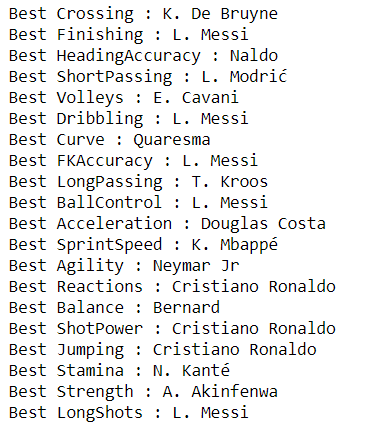 Best Crossing : K. De Bruyne
Best Finishing : L. Messi
Best HeadingAccuracy : Naldo
Best ShortPassing : L. Modrić
Best Volleys : E. Cavani
Best Dribbling : L. Messi
Best Curve : Quaresma
Best FKAccuracy : L. Messi
Best LongPassing : T. Kroos
Best BallControl : L. Messi
Best Acceleration : Douglas Costa
Best SprintSpeed : K. Mbappé
Best Agility : Neymar Jr
Best Reactions : Cristiano Ronaldo
Best Balance : Bernard
Best ShotPower : Cristiano Ronaldo
Best Jumping : Cristiano Ronaldo
Best Stamina : N. Kanté
Best Strength : A. Akinfenwa
Best LongShots : L. Messi